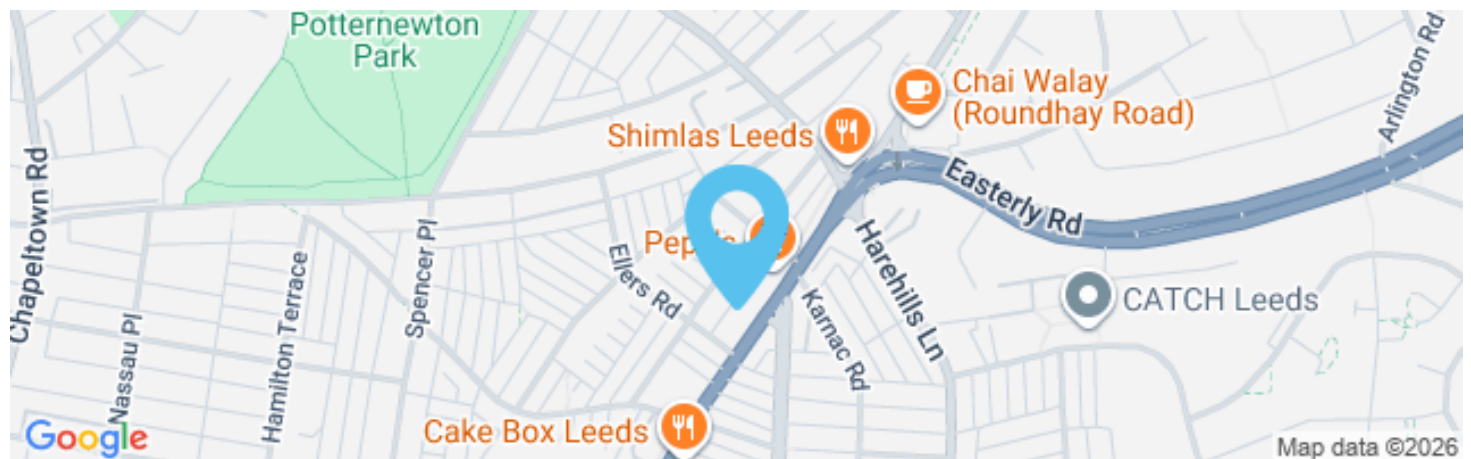 Potternewton
Park
Chai Walay
(Roundhay Road)
Arlington Rd
Shimlas Leeds
Easterly Rd
Chapeltown Rd
Spencer Pl
Ellers Rd
Harehills Ln
Nassau Pl
Hamilton Terrace
Karnac Rd
CATCH Leeds
Cake Box Leeds
Google
Map data ©2026